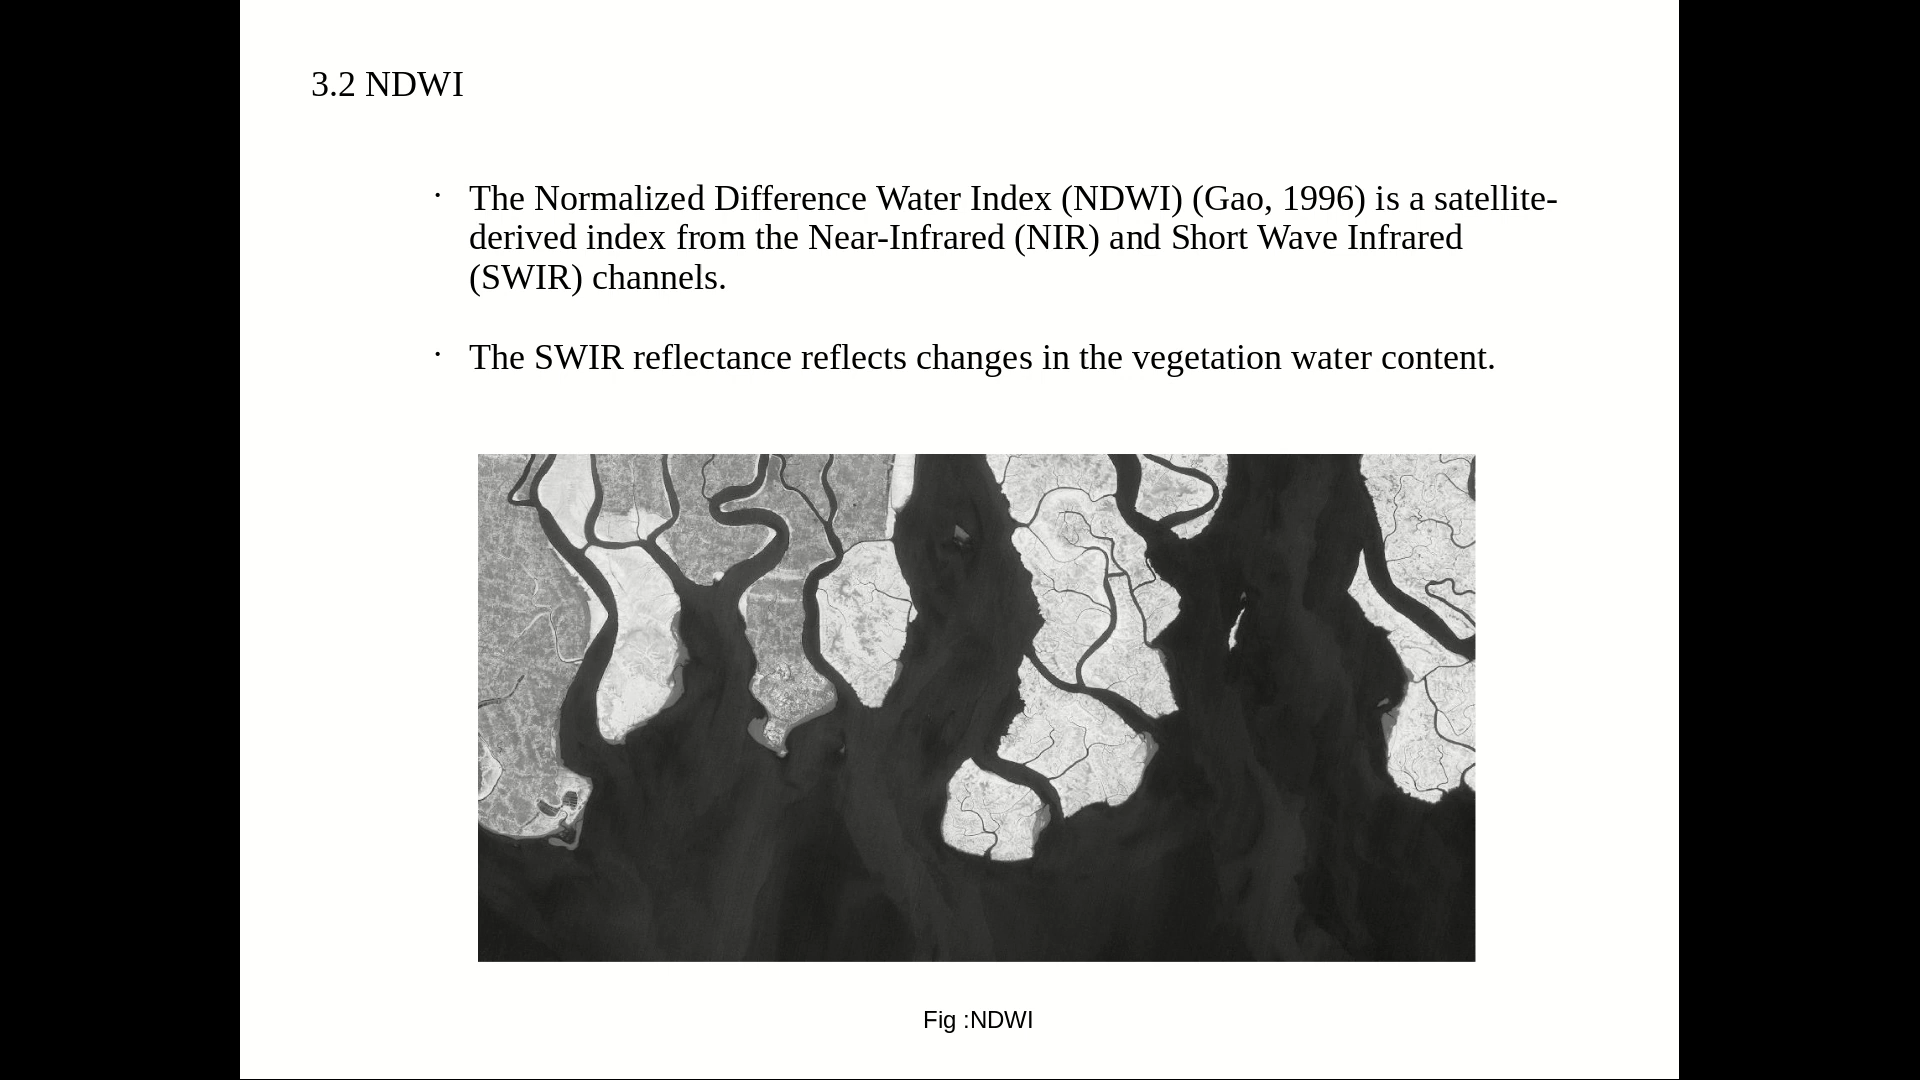 3.2 NDWI
· The Normalized Difference Water Index (NDWI) (Gao, 1996) is a satellite-
derived index from the Near-Infrared (NIR) and Short Wave Infrared
(SWIR) channels.
· The SWIR reflectance reflects changes in the vegetation water content.
Fig :NDWI